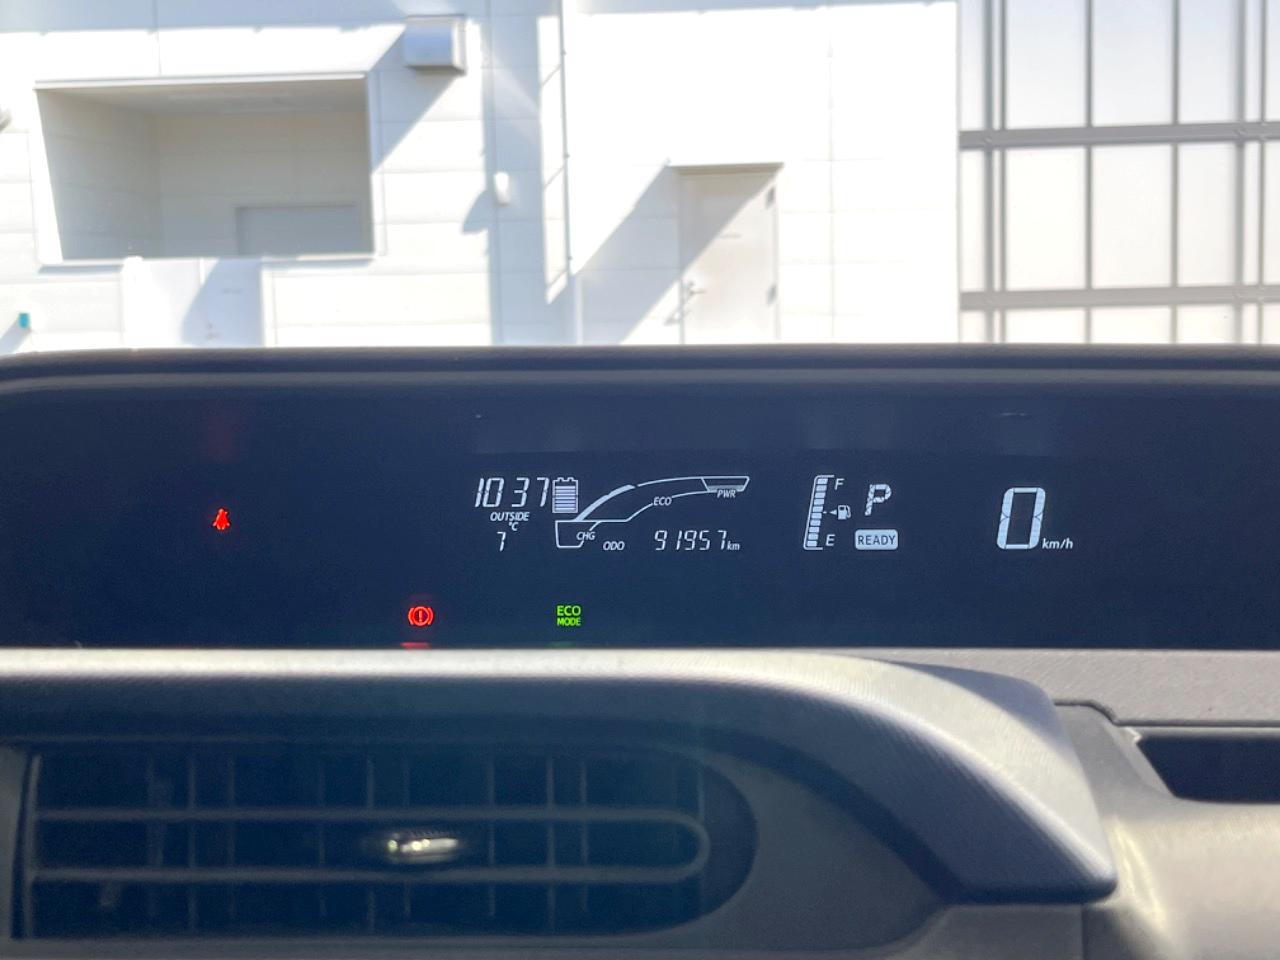 10 37
OUTSIDE
°C
7
CHG
ECO
PWR
ODO 91957 km
F
E
P
READY
0 km/h
ECO
MODE